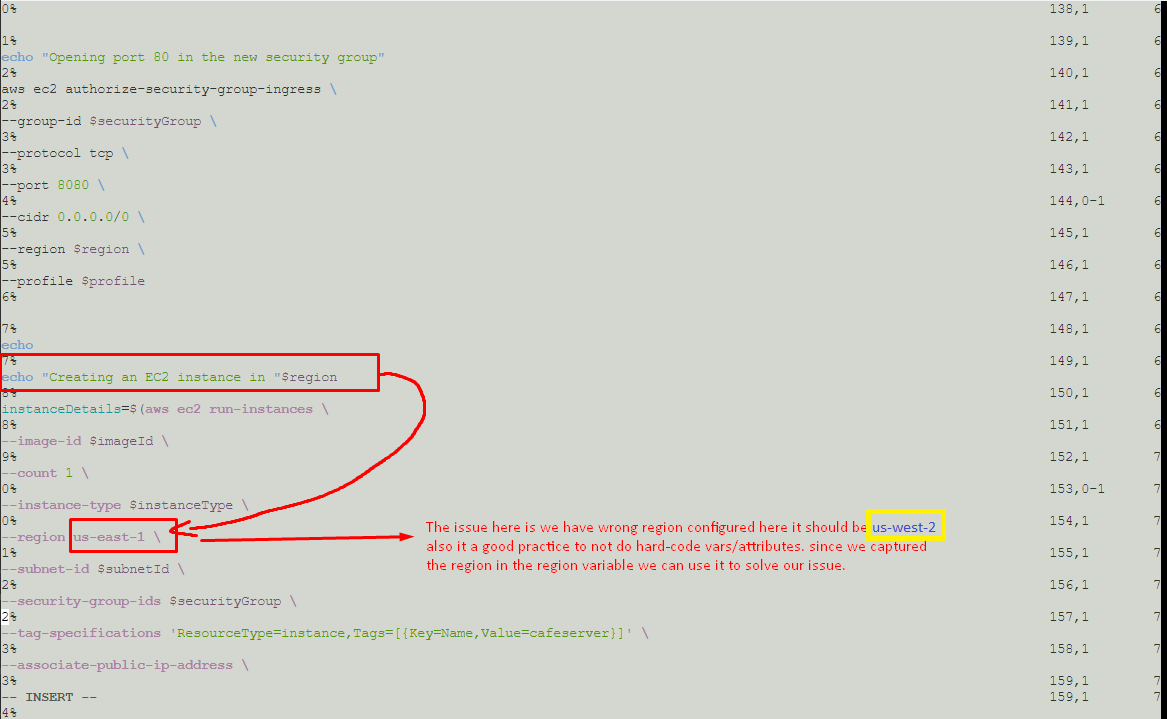 0% 138,1 6
1% 139,1 6
echo "Opening port 80 in the new security group"
2% 140,1 6
aws ec2 authorize-security-group-ingress \
2% 141,1 6
--group-id $securityGroup \
3% 142,1 6
--protocol tcp \
3% 143,1 6
--port 8080 \
4% 144,0-1 6
--cidr 0.0.0.0/0 \
5% 145,1 6
--region $region \
5% 146,1 6
--profile $profile
6% 147,1 6
7% 148,1 6
echo
7% 149,1 6
echo "Creating an EC2 instance in "$region
8% 150,1 6
instanceDetails=$(aws ec2 run-instances \
8% 151,1 6
--image-id $imageId \
9% 152,1 7
--count 1 \
0% 153,0-1 7
--instance-type $instanceType \
0% 154,1 7
The issue here is we have wrong region configured here it should be us-west-2
--region us-east-1 \
also it a good practice to not do hard-code vars/attributes. since we captured
1% 155,1 7
the region in the region variable we can use it to solve our issue.
--subnet-id $subnetId \
2% 156,1 7
--security-group-ids $securityGroup \
2% 157,1 7
--tag-specifications 'ResourceType=instance,Tags=[{Key=Name,Value=cafeserver}]' \
3% 158,1 7
--associate-public-ip-address \
3% 159,1 7
-- INSERT -- 159,1 7
4%